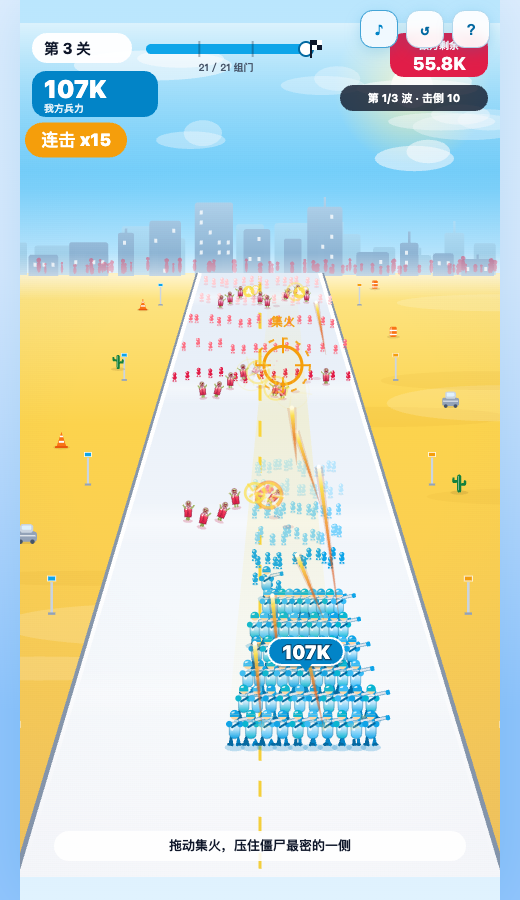 第 3 关
♪ ↺ ?
21 / 21 组门
55.8K
107K
我方兵力
第 1/3 波 · 击倒 10
连击 x15
集火
107K
拖动集火，压住僵尸最密的一侧